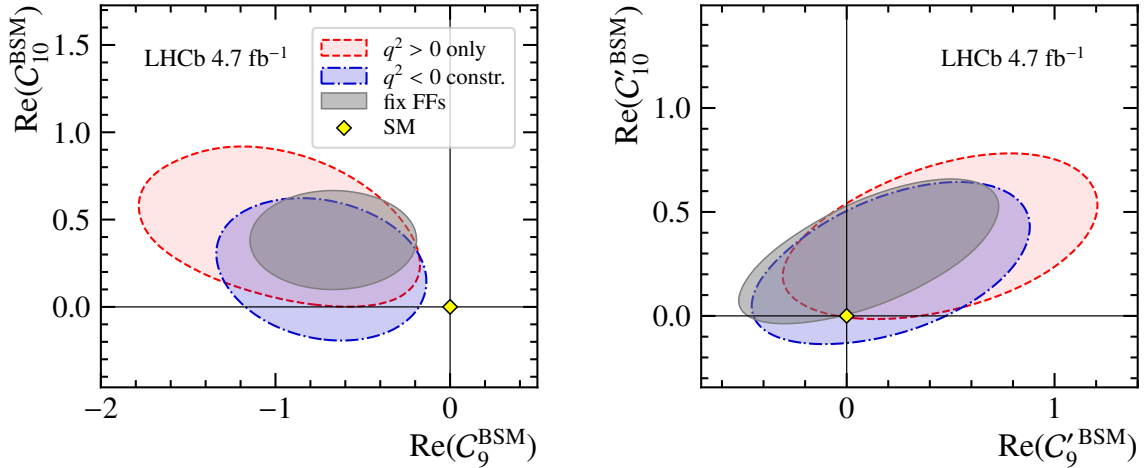 LHCb 4.7 fb⁻¹
q² > 0 only
q² < 0 constr.
fix FFs
SM
Re(𝒞₁₀ᴮˢᴹ)
1.5
1.0
0.5
0.0
−2
−1
0
Re(𝒞₉ᴮˢᴹ)
LHCb 4.7 fb⁻¹
Re(𝒞′₁₀ᴮˢᴹ)
1.0
0.5
0.0
0
1
Re(𝒞′₉ᴮˢᴹ)